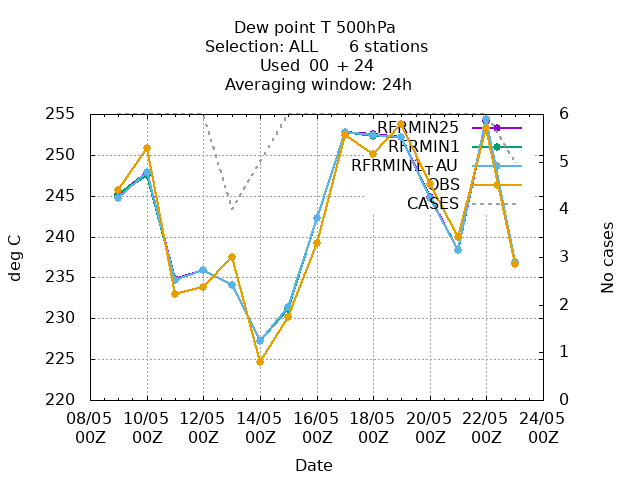 Dew point T 500hPa
Selection: ALL 6 stations
Used 00 + 24
Averaging window: 24h
255
250
245
240
235
230
225
220
deg C
6
5
4
3
2
1
0
No cases
RFRMIN25
RFRMIN1
RFRMIN1_AU
OBS
CASES
08/05 10/05 12/05 14/05 16/05 18/05 20/05 22/05 24/05
00Z 00Z 00Z 00Z 00Z 00Z 00Z 00Z 00Z
Date